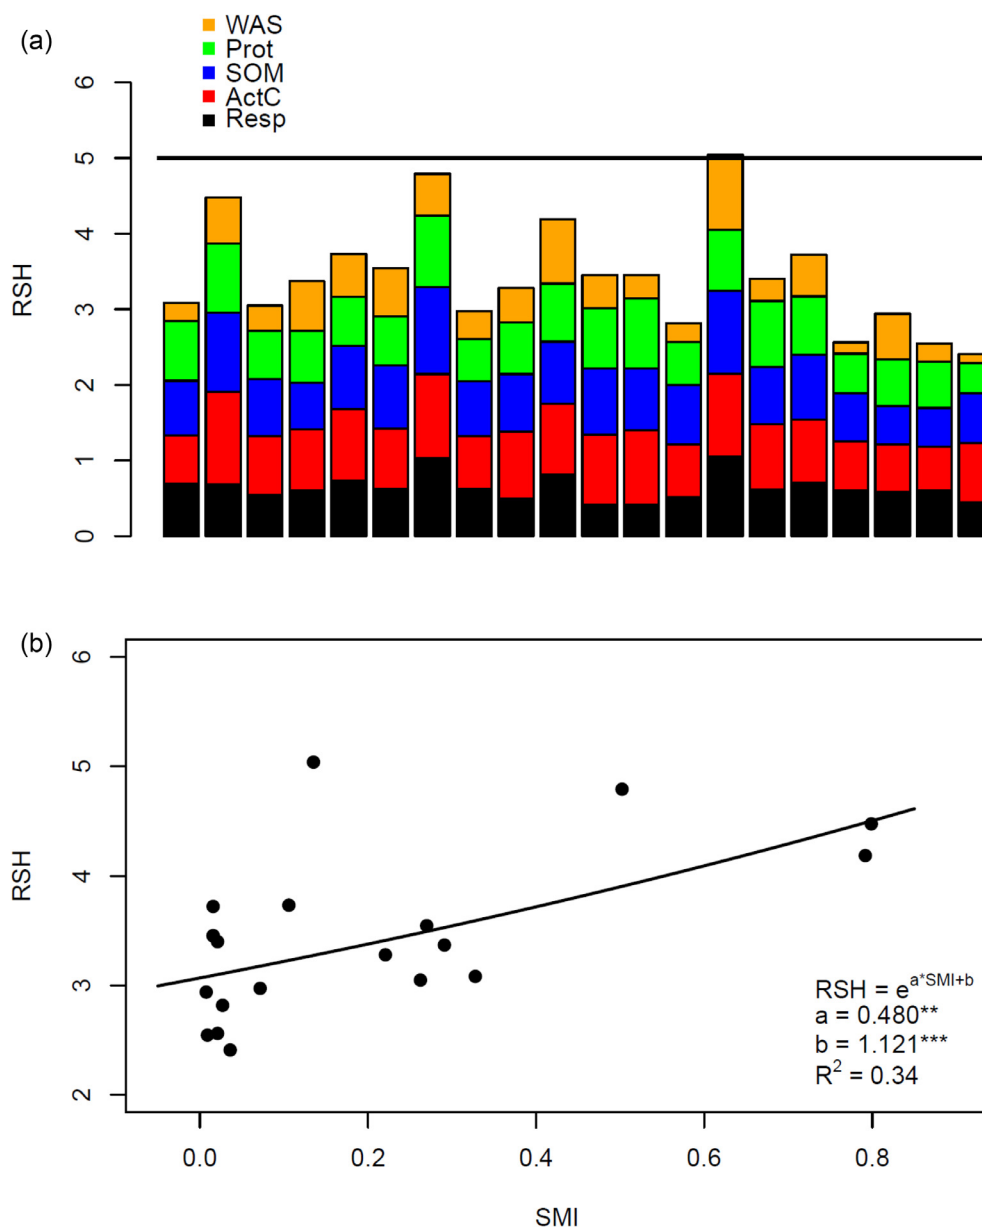 (a)
WAS
Prot
SOM
ActC
Resp
6
5
4
3
2
1
0
RSH
(b)
6
5
4
3
2
RSH
RSH = e^a*SMI+b
a = 0.480**
b = 1.121***
R² = 0.34
0.0 0.2 0.4 0.6 0.8
SMI